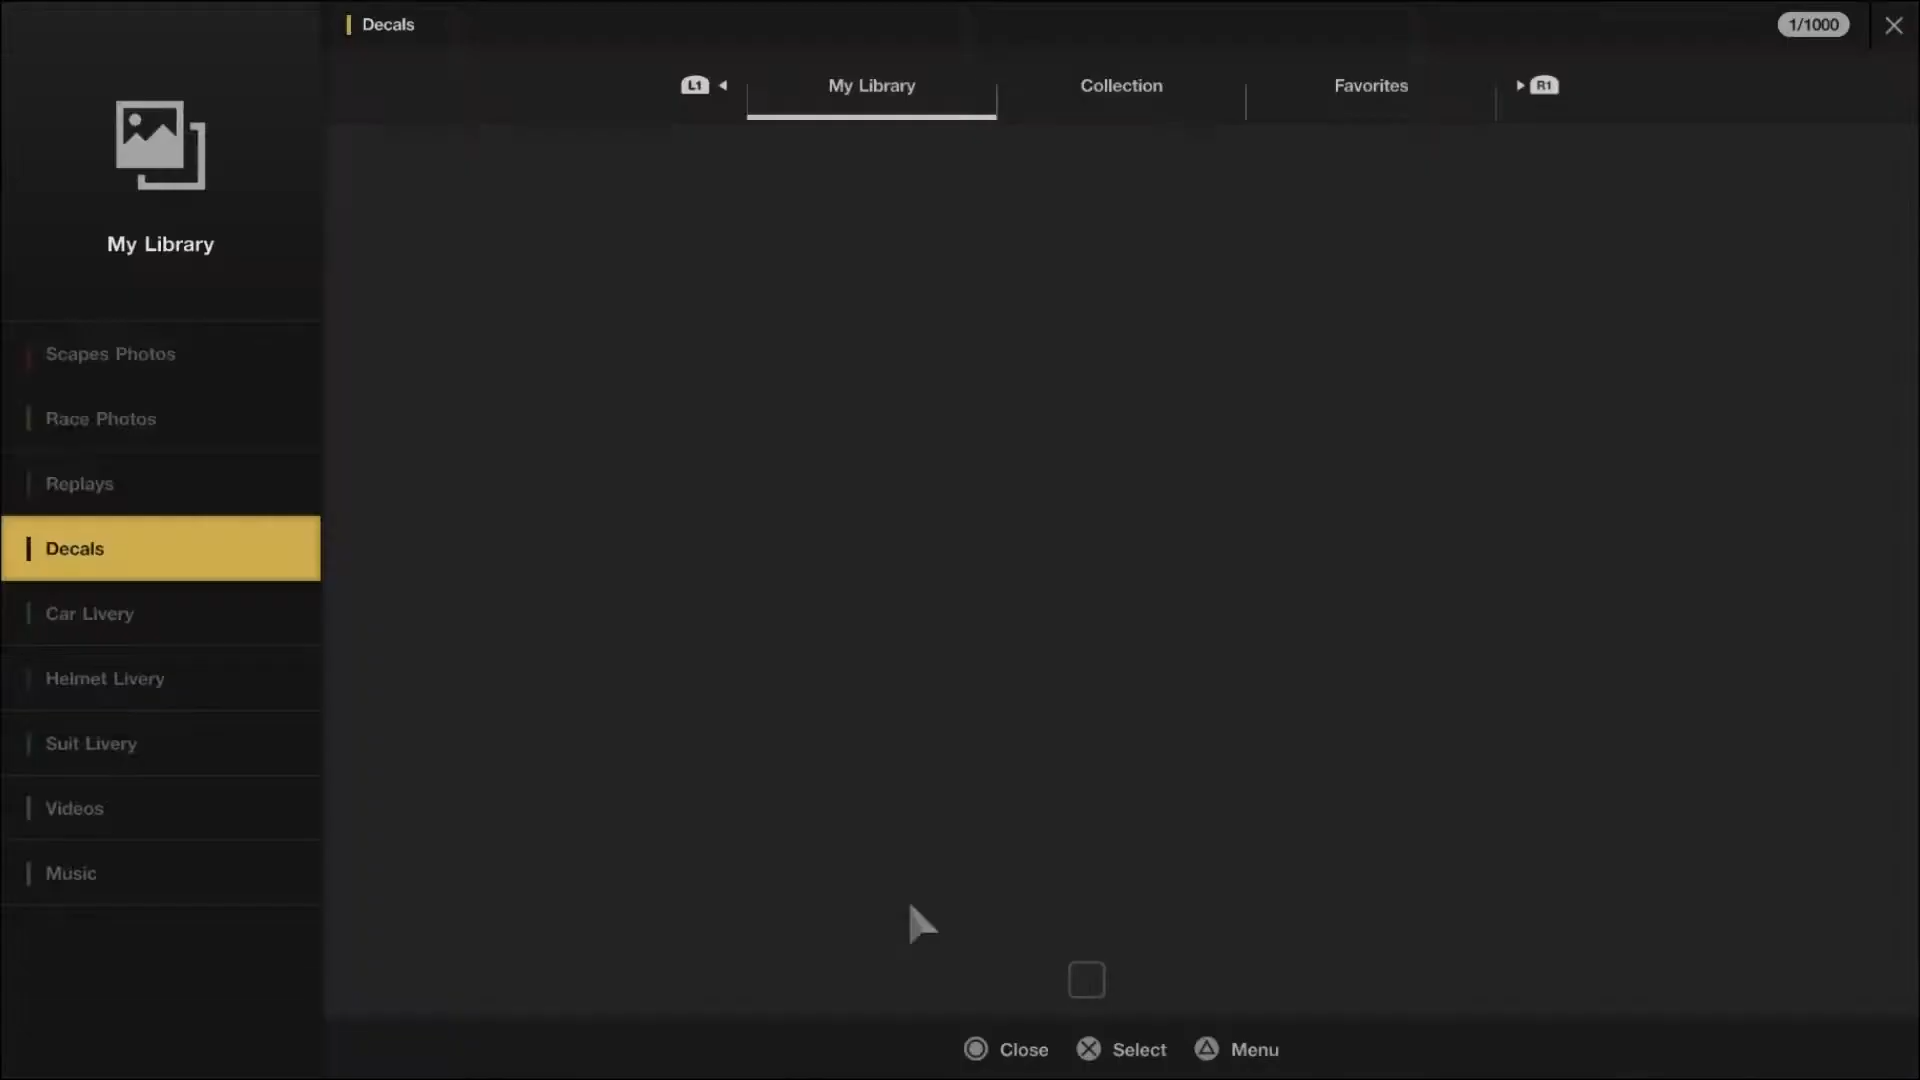 Decals
1/1000
L1
My Library
Collection
Favorites
R1
My Library
Scapes Photos
Race Photos
Replays
Decals
Car Livery
Helmet Livery
Suit Livery
Videos
Music
Close
Select
Menu